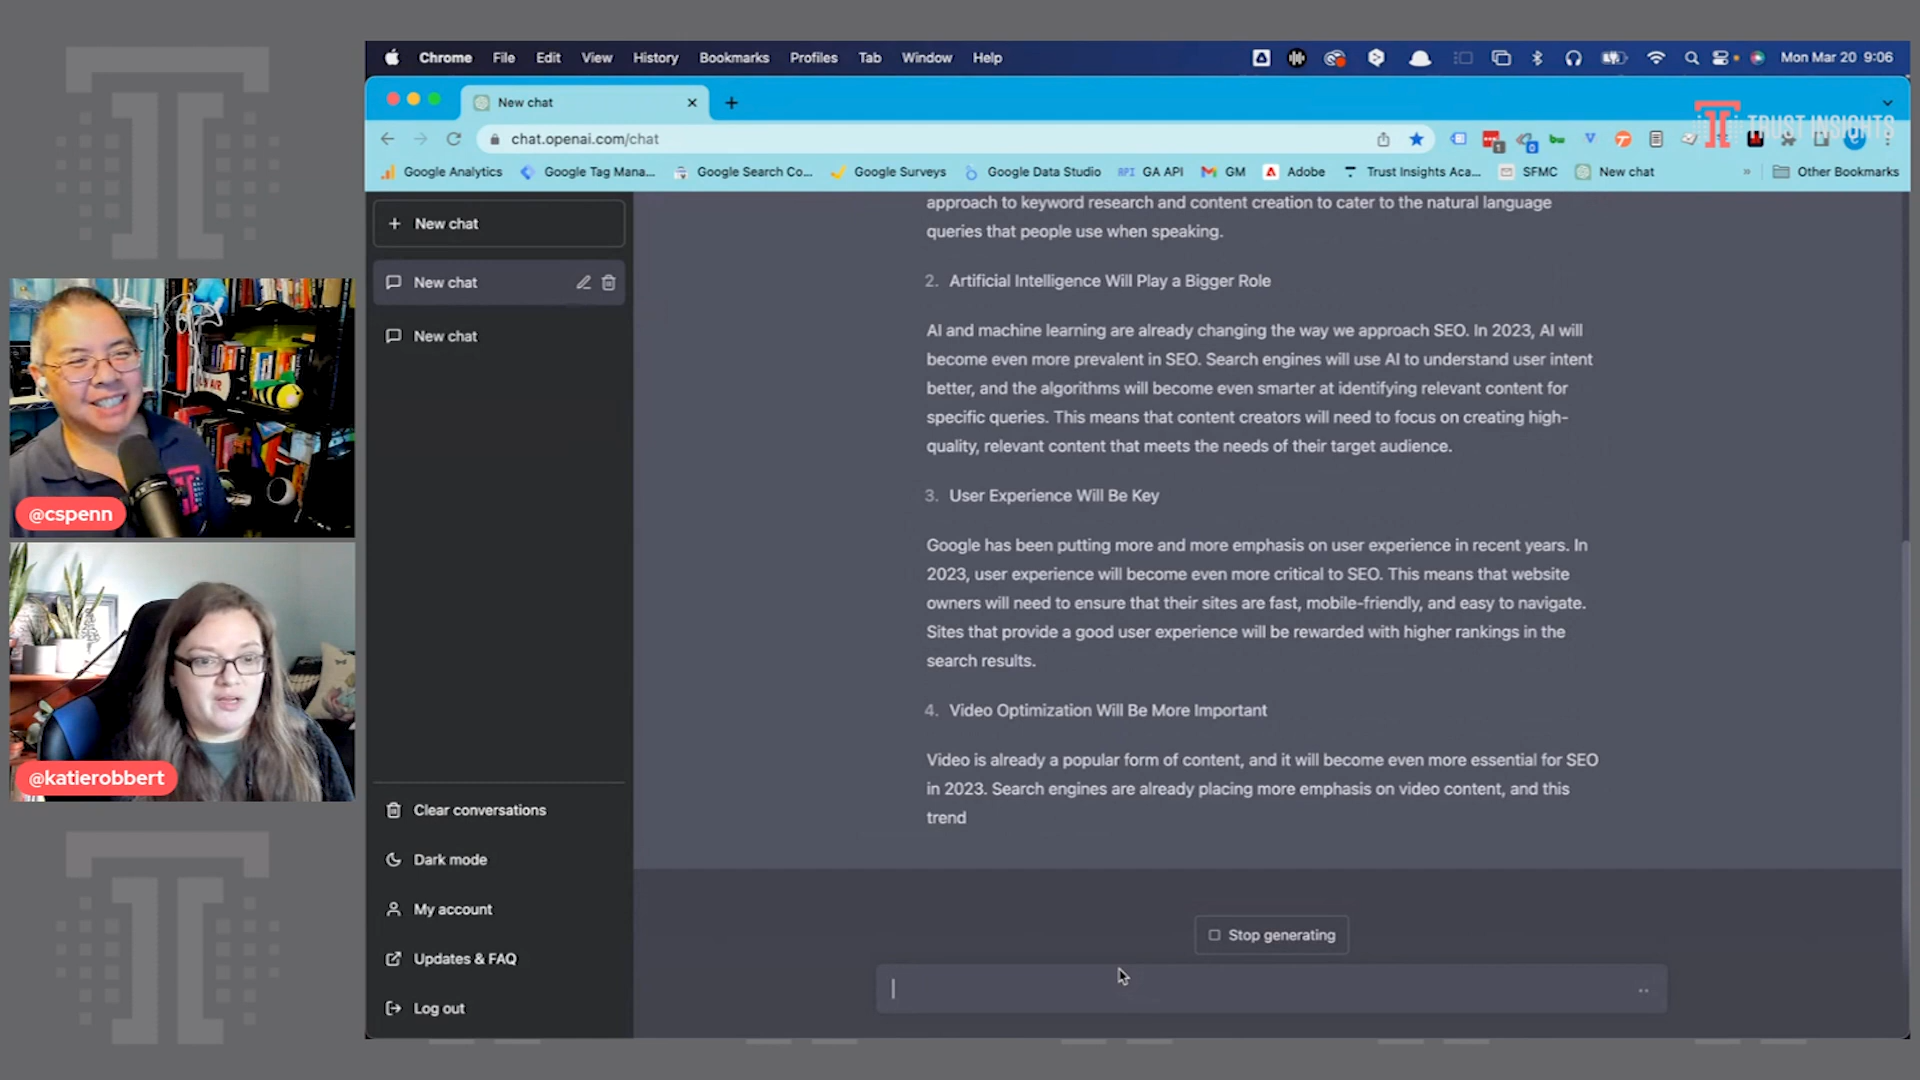 Chrome File Edit View History Bookmarks Profiles Tab Window Help Mon Mar 20 9:06
New chat
TRUST INSIGHTS
chat.openai.com/chat
Google Analytics Google Tag Mana... Google Search Co... Google Surveys Google Data Studio API GA API GM Adobe Trust Insights Aca... SFMC New chat » Other Bookmarks
+ New chat
New chat
New chat
Clear conversations
Dark mode
My account
Updates & FAQ
Log out
approach to keyword research and content creation to cater to the natural language
queries that people use when speaking.
2. Artificial Intelligence Will Play a Bigger Role
AI and machine learning are already changing the way we approach SEO. In 2023, AI will
become even more prevalent in SEO. Search engines will use AI to understand user intent
better, and the algorithms will become even smarter at identifying relevant content for
specific queries. This means that content creators will need to focus on creating high-
quality, relevant content that meets the needs of their target audience.
3. User Experience Will Be Key
Google has been putting more and more emphasis on user experience in recent years. In
2023, user experience will become even more critical to SEO. This means that website
owners will need to ensure that their sites are fast, mobile-friendly, and easy to navigate.
Sites that provide a good user experience will be rewarded with higher rankings in the
search results.
4. Video Optimization Will Be More Important
Video is already a popular form of content, and it will become even more essential for SEO
in 2023. Search engines are already placing more emphasis on video content, and this
trend
Stop generating
ON AIR
@cspenn
@katierobbert